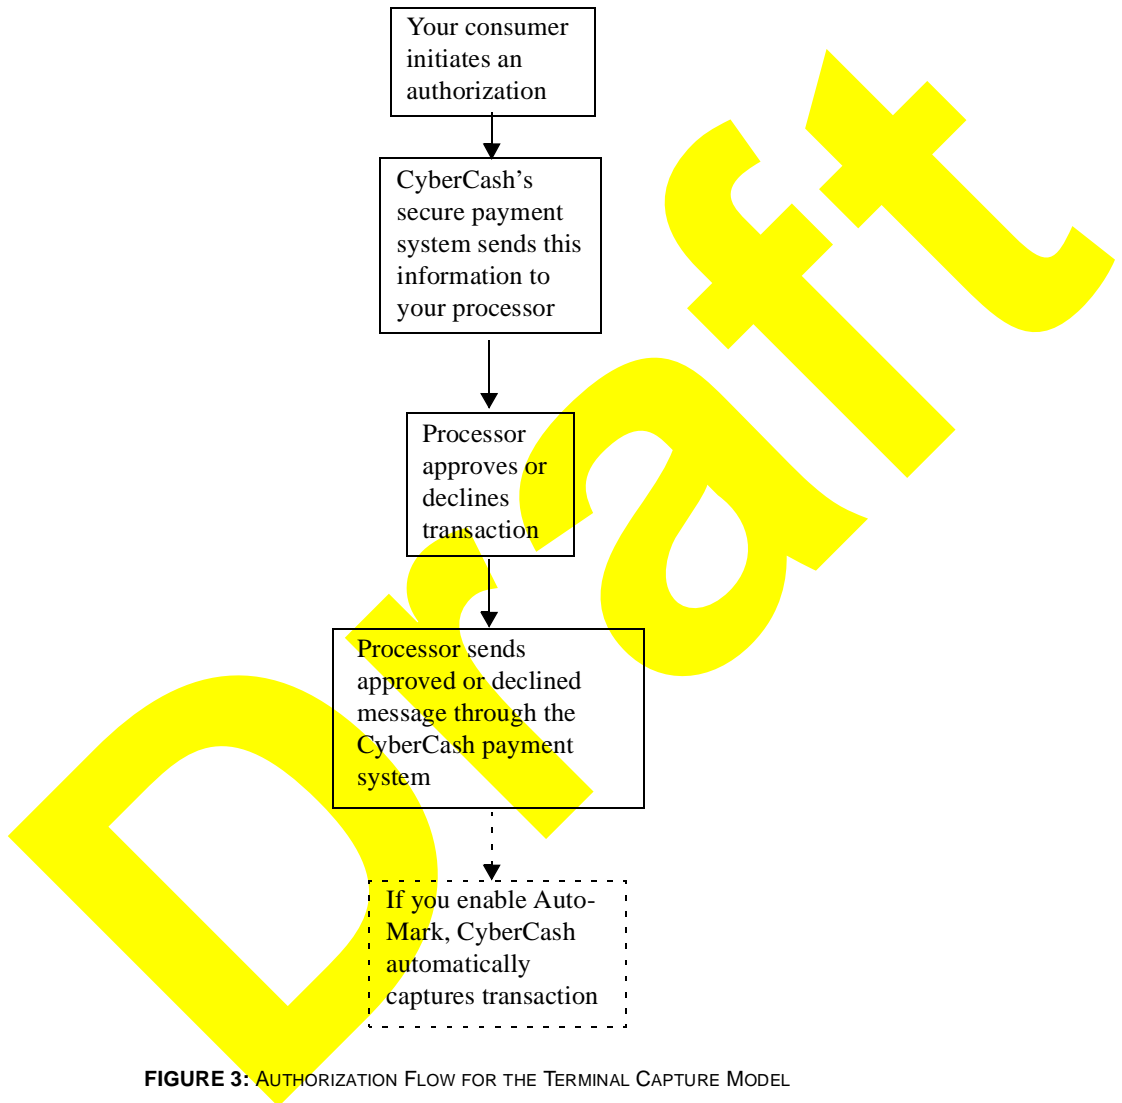 Your consumer
initiates an
authorization
CyberCash’s
secure payment
system sends this
information to
your processor
Processor
approves or
declines
transaction
Processor sends
approved or declined
message through the
CyberCash payment
system
If you enable Auto-
Mark, CyberCash
automatically
captures transaction
FIGURE 3: AUTHORIZATION FLOW FOR THE TERMINAL CAPTURE MODEL
Draft